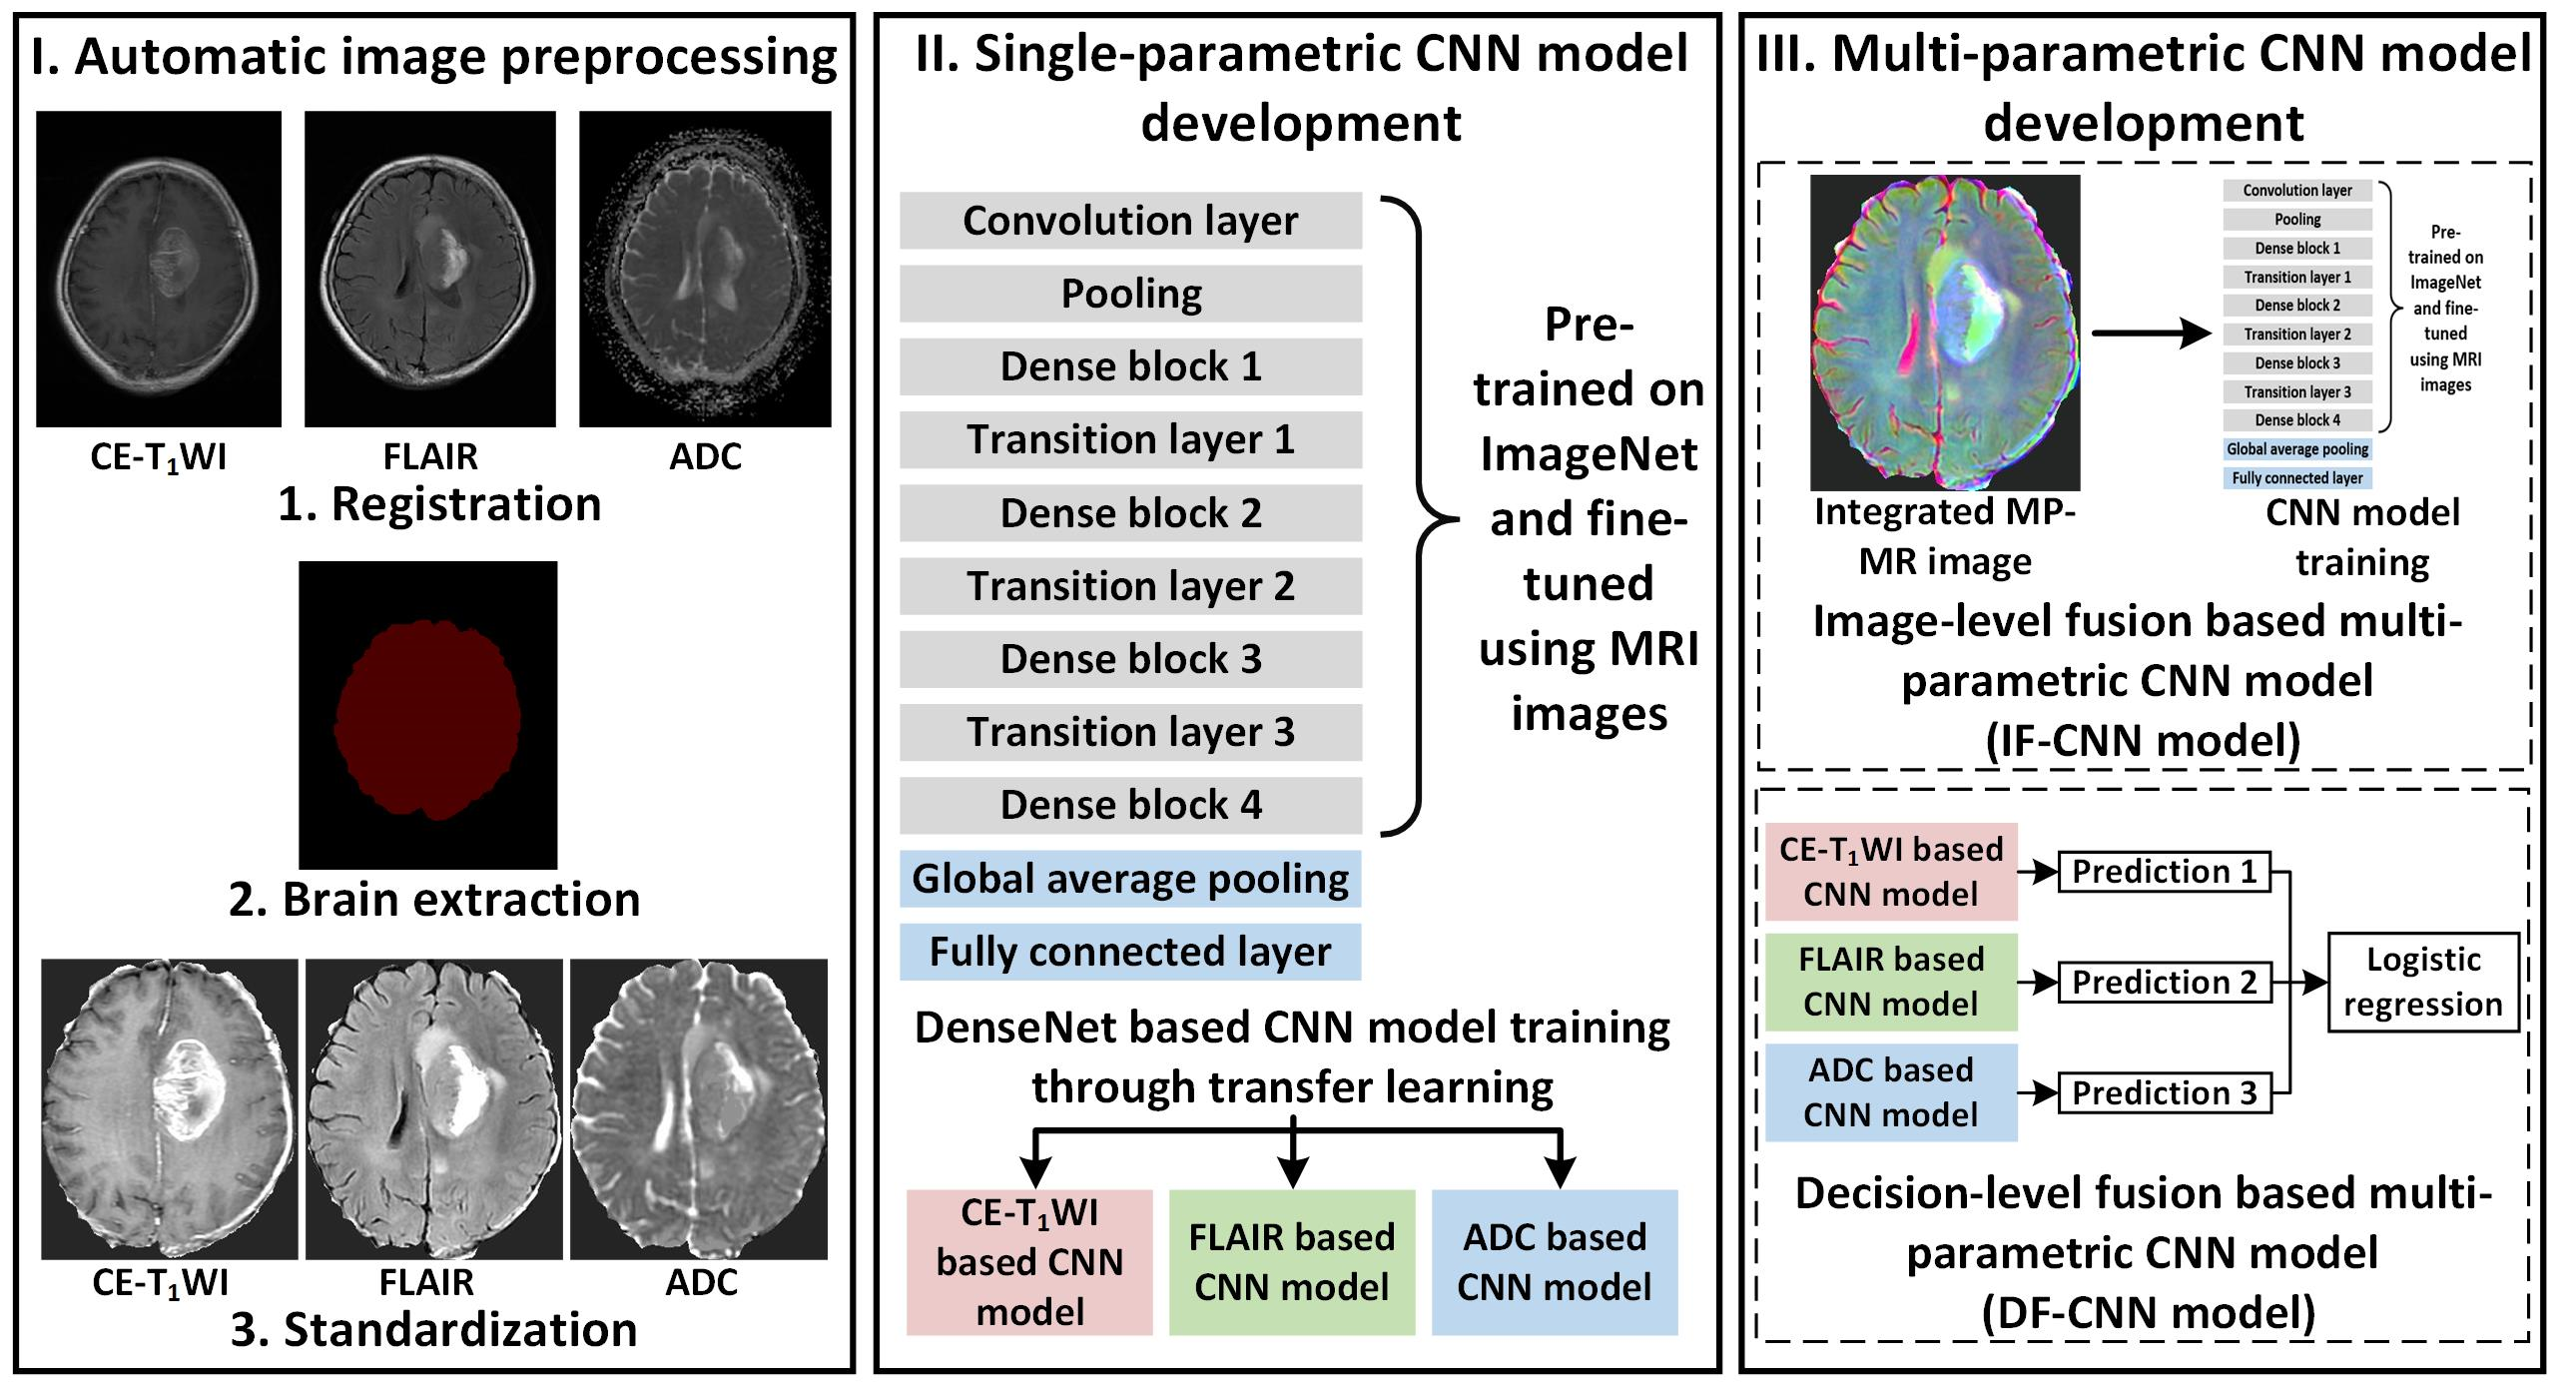 I. Automatic image preprocessing
CE-T₁WI
FLAIR
ADC
1. Registration
2. Brain extraction
CE-T₁WI
FLAIR
ADC
3. Standardization
II. Single-parametric CNN model
development
Convolution layer
Pooling
Dense block 1
Transition layer 1
Dense block 2
Transition layer 2
Dense block 3
Transition layer 3
Dense block 4
Global average pooling
Fully connected layer
Pre-
trained on
ImageNet
and fine-
tuned
using MRI
images
DenseNet based CNN model training
through transfer learning
CE-T₁WI
based CNN
model
FLAIR based
CNN model
ADC based
CNN model
III. Multi-parametric CNN model
development
Integrated MP-
MR image
Convolution layer
Pooling
Dense block 1
Transition layer 1
Dense block 2
Transition layer 2
Dense block 3
Transition layer 3
Dense block 4
Global average pooling
Fully connected layer
Pre-
trained on
ImageNet
and fine-
tuned
using MRI
images
CNN model
training
Image-level fusion based multi-
parametric CNN model
(IF-CNN model)
CE-T₁WI based
CNN model
Prediction 1
FLAIR based
CNN model
Prediction 2
ADC based
CNN model
Prediction 3
Logistic
regression
Decision-level fusion based multi-
parametric CNN model
(DF-CNN model)